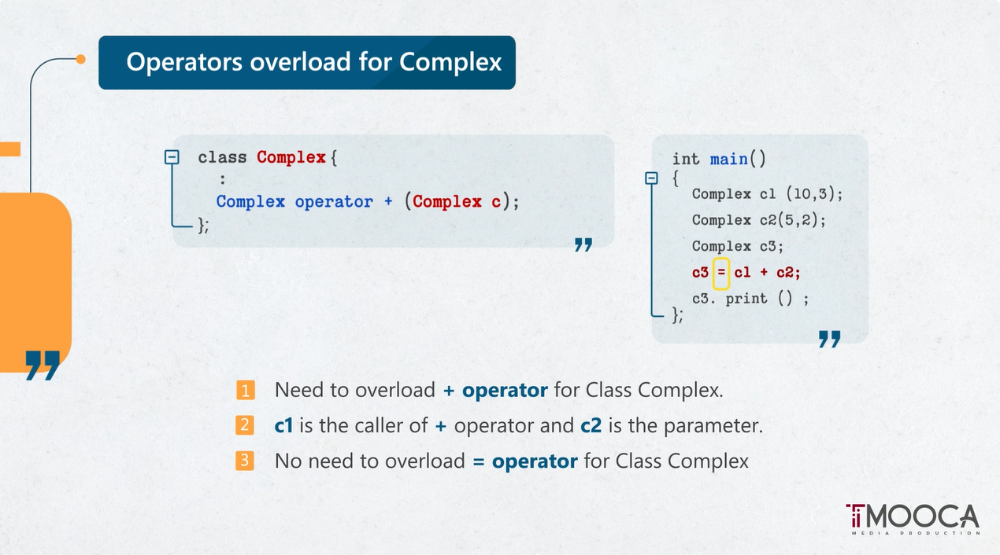 Operators overload for Complex
class Complex{
:
Complex operator + (Complex c);
};
”
int main()
{
Complex c1 (10,3);
Complex c2(5,2);
Complex c3;
c3 = c1 + c2;
c3. print () ;
};
”
”
1 Need to overload + operator for Class Complex.
2 c1 is the caller of + operator and c2 is the parameter.
3 No need to overload = operator for Class Complex
TMOOCA
MEDIA PRODUCTION